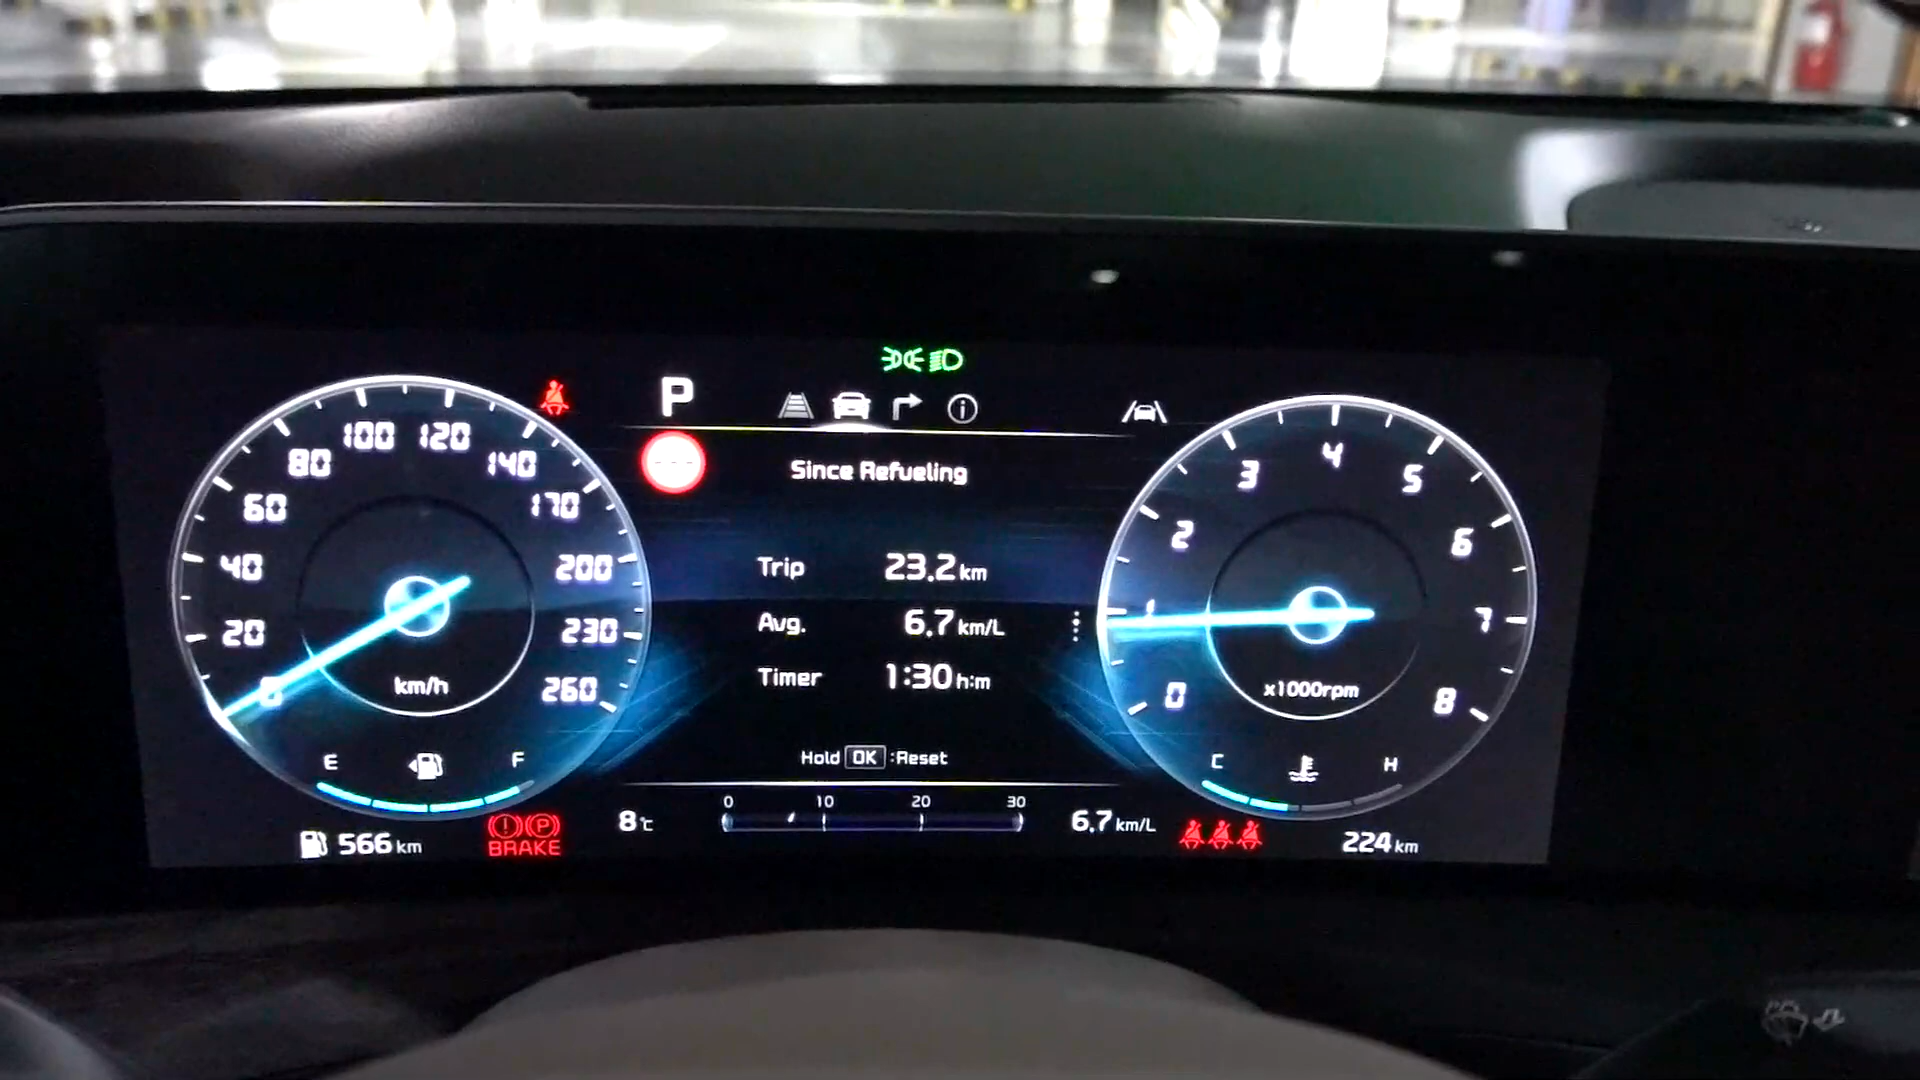 P
Since Refueling
Trip 23.2 km
Avg. 6.7 km/L
Timer 1:30 h:m
Hold OK :Reset
0 10 20 30
8°C
6.7 km/L
0 20 40 60 80 100 120 140 170 200 230 260
km/h
E F
566 km
BRAKE
0 1 2 3 4 5 6 7 8
x1000rpm
C H
224 km